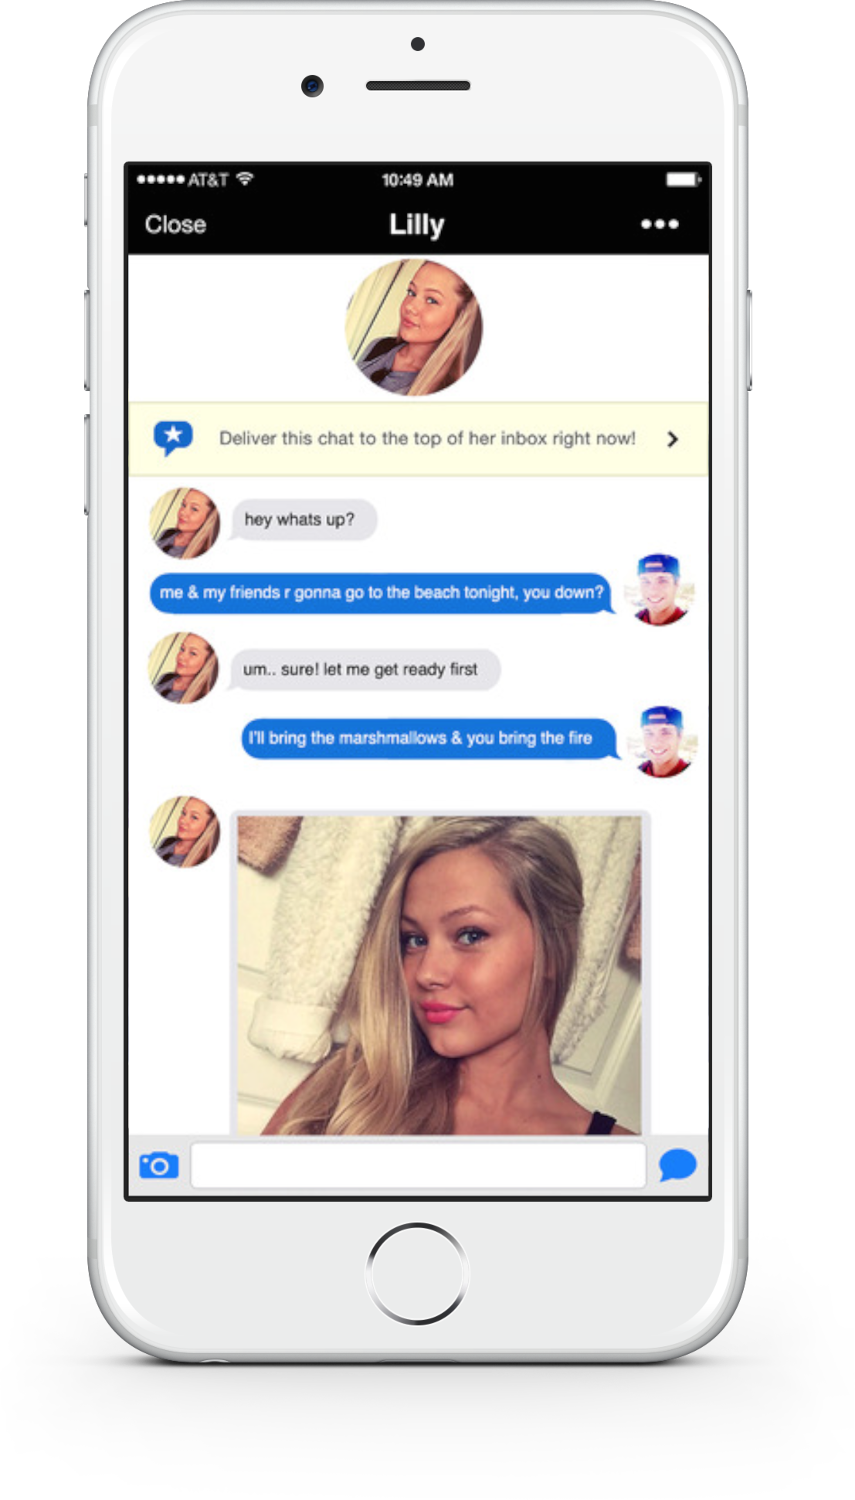 AT&T 10:49 AM
Close Lilly
Deliver this chat to the top of her inbox right now!
hey whats up?
me & my friends r gonna go to the beach tonight, you down?
um.. sure! let me get ready first
I'll bring the marshmallows & you bring the fire